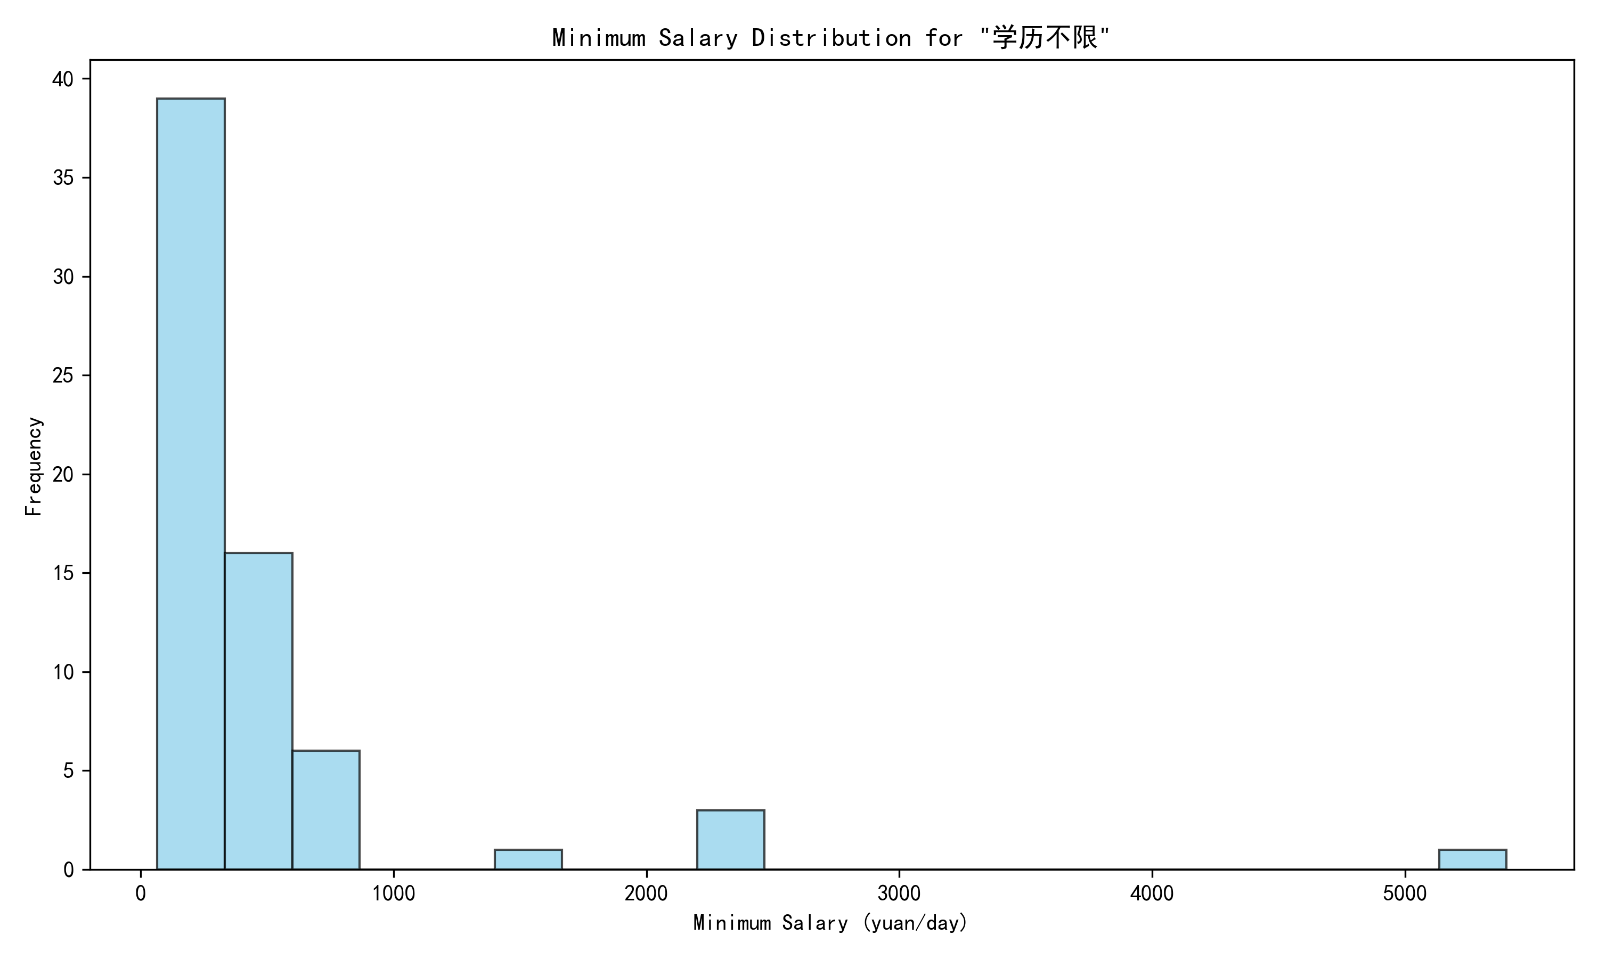 Minimum Salary Distribution for "学历不限"
40
35
30
25
20
15
10
5
0
Frequency
0 1000 2000 3000 4000 5000
Minimum Salary (yuan/day)